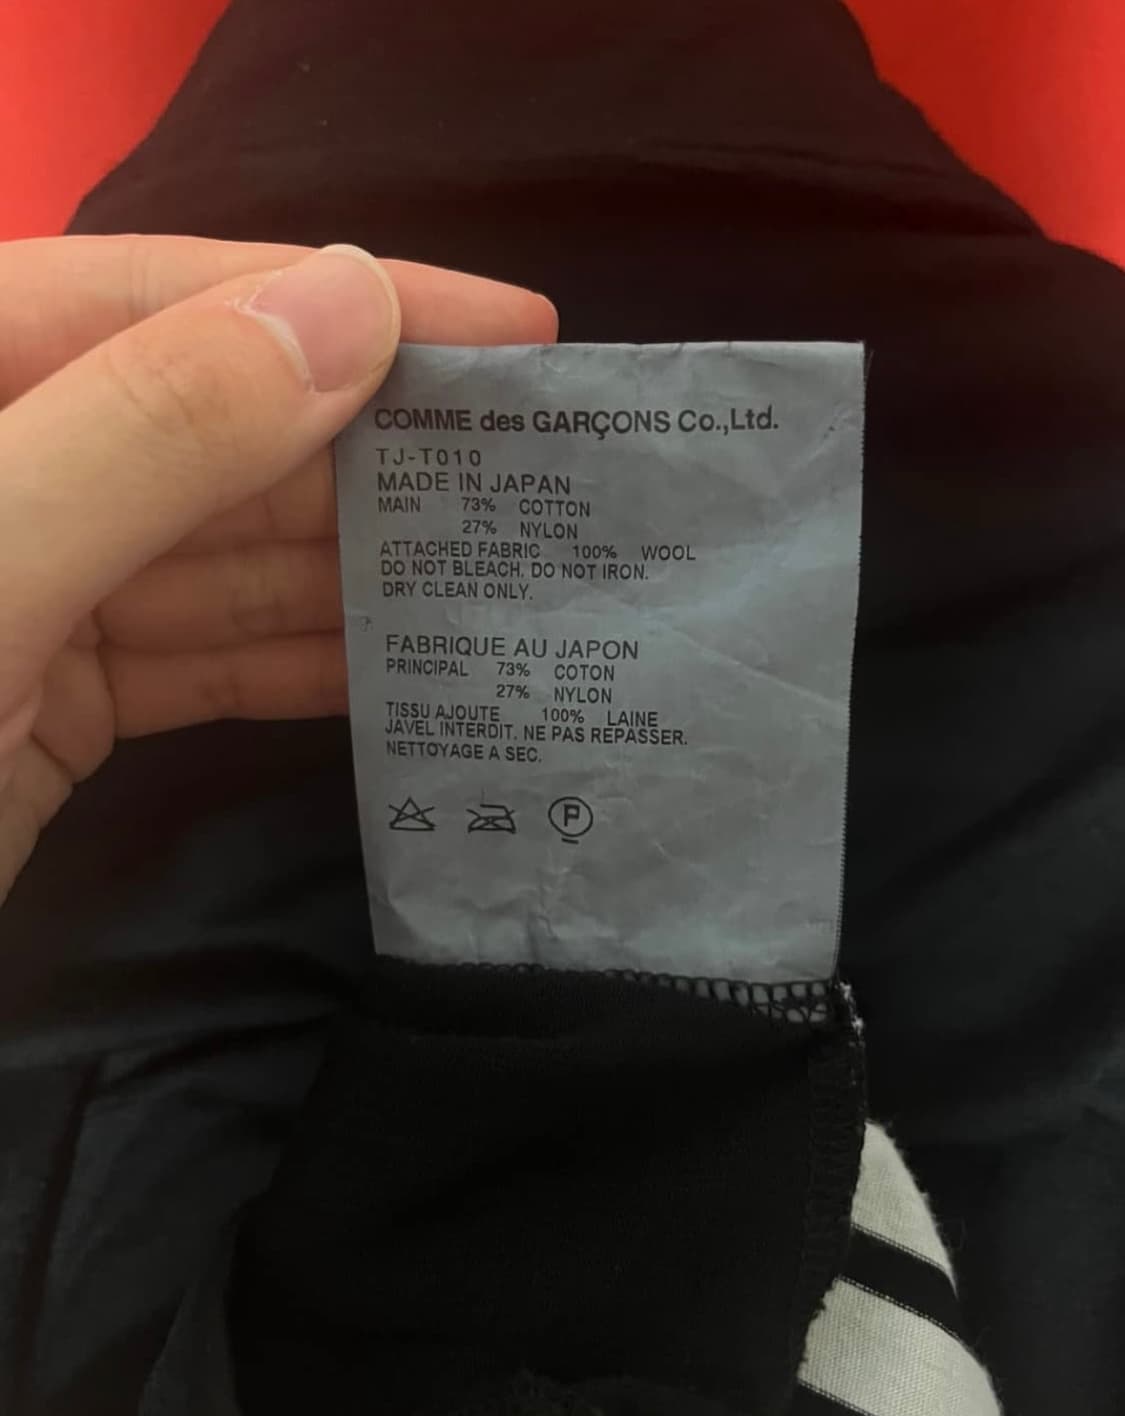 COMME des GARÇONS Co.,Ltd.
TJ-T010
MADE IN JAPAN
MAIN 73% COTTON
27% NYLON
ATTACHED FABRIC 100% WOOL
DO NOT BLEACH. DO NOT IRON.
DRY CLEAN ONLY.
FABRIQUE AU JAPON
PRINCIPAL 73% COTON
27% NYLON
TISSU AJOUTE 100% LAINE
JAVEL INTERDIT. NE PAS REPASSER.
NETTOYAGE A SEC.
P